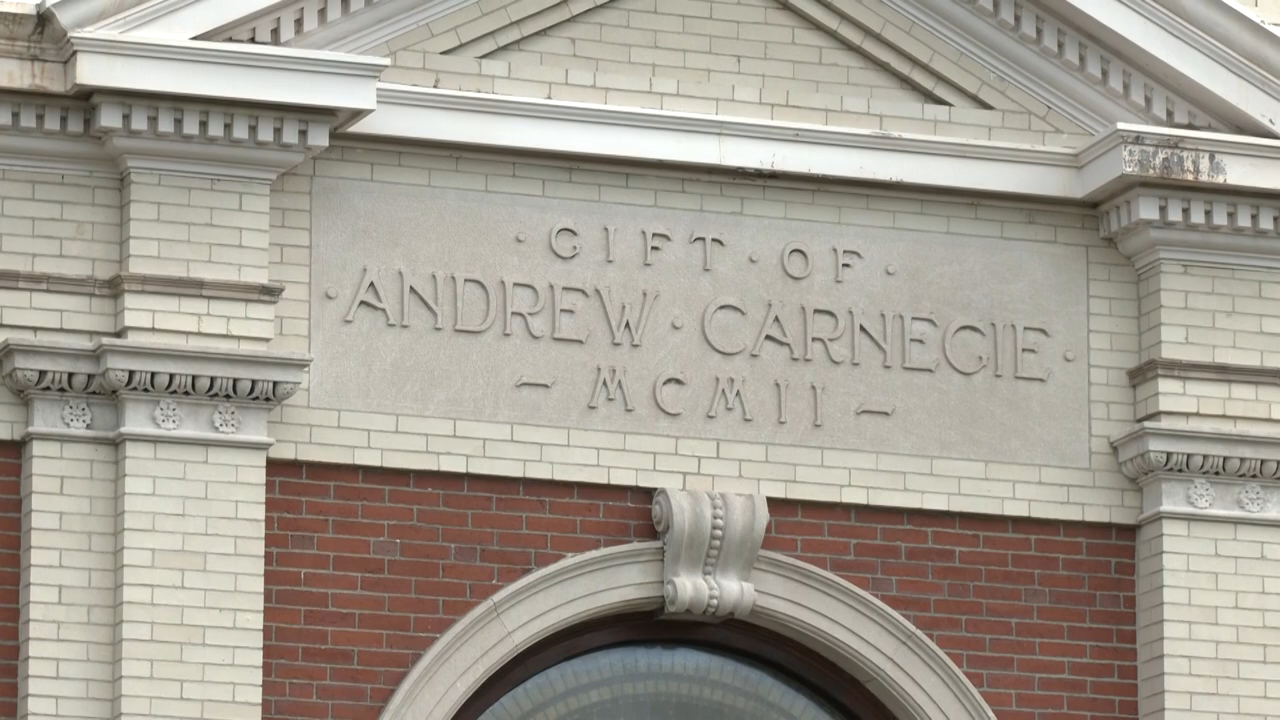 · GIFT · OF ·
· ANDREW · CARNEGIE ·
— MCMII —